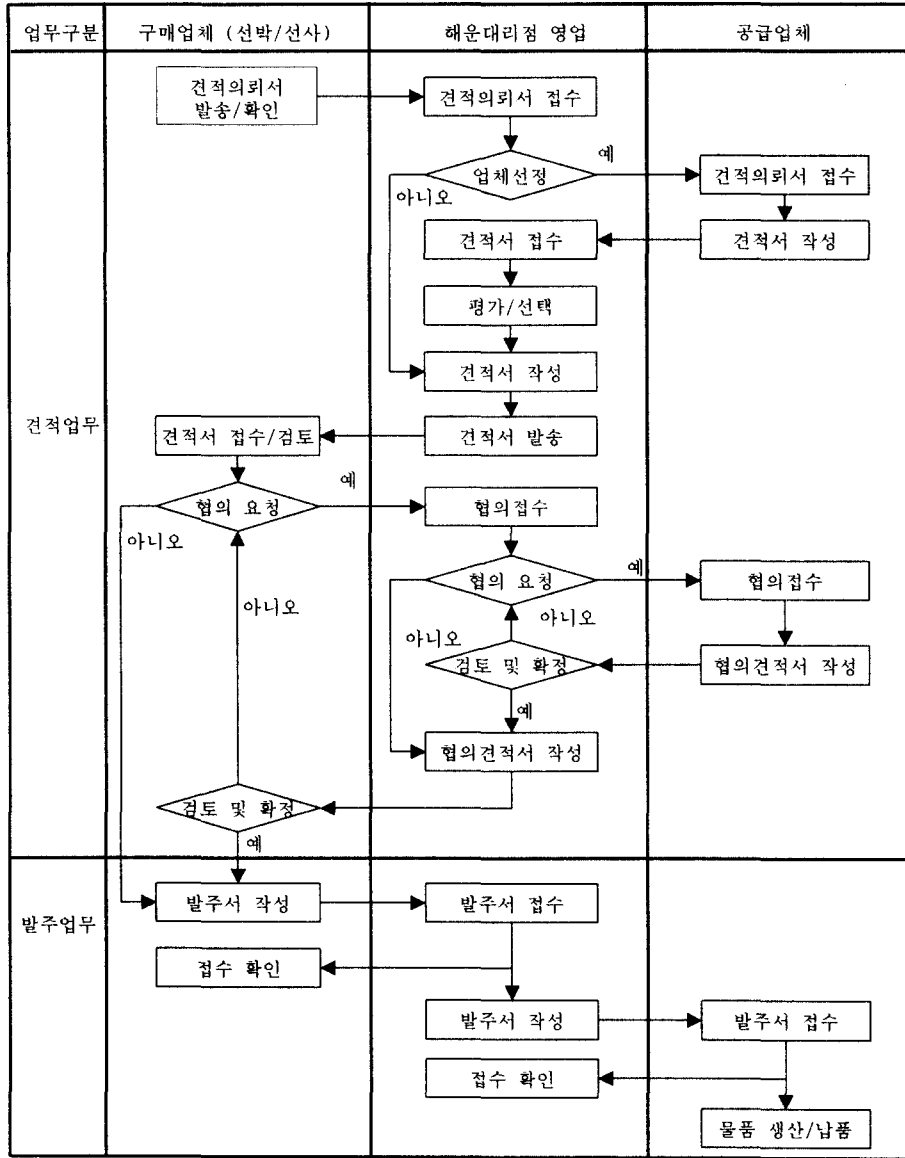 업무구분 구매업체 (선박/선사) 해운대리점 영업 공급업체
견적의뢰서
발송/확인
견적의뢰서 접수
업체선정
예
아니오
견적의뢰서 접수
견적서 접수
견적서 작성
평가/선택
견적서 작성
견적업무
견적서 접수/검토
견적서 발송
협의 요청
예
아니오
협의접수
협의 요청
예
아니오
협의접수
아니오
아니오
검토 및 확정
협의견적서 작성
예
협의견적서 작성
검토 및 확정
예
발주업무
발주서 작성
발주서 접수
접수 확인
발주서 작성
발주서 접수
접수 확인
물품 생산/납품